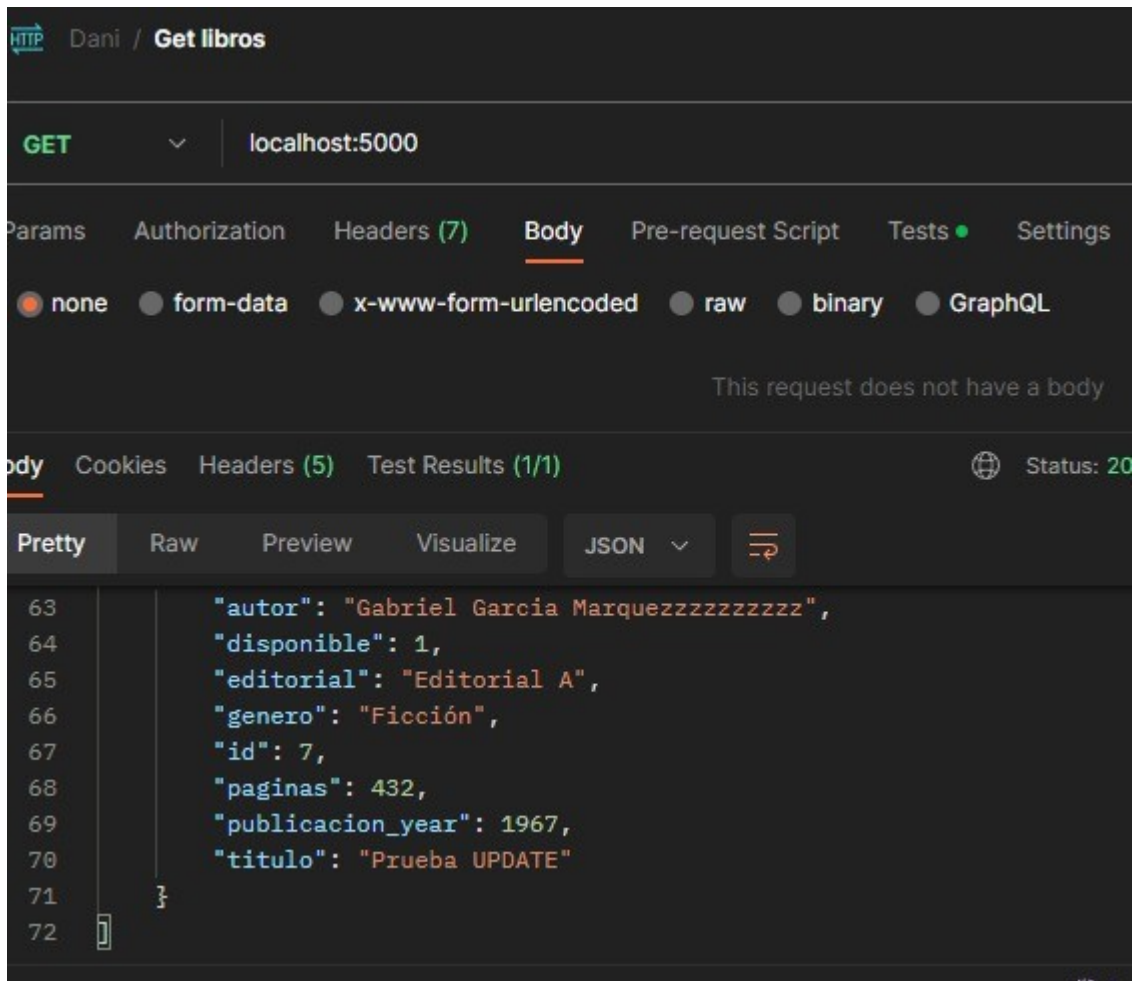 HTTP Dani / Get libros
GET localhost:5000
Params Authorization Headers (7) Body Pre-request Script Tests Settings
none form-data x-www-form-urlencoded raw binary GraphQL
This request does not have a body
ody Cookies Headers (5) Test Results (1/1) Status: 20
Pretty Raw Preview Visualize JSON
63 "autor": "Gabriel Garcia Marquezzzzzzzzzz",
64 "disponible": 1,
65 "editorial": "Editorial A",
66 "genero": "Ficción",
67 "id": 7,
68 "paginas": 432,
69 "publicacion_year": 1967,
70 "titulo": "Prueba UPDATE"
71 }
72 ]